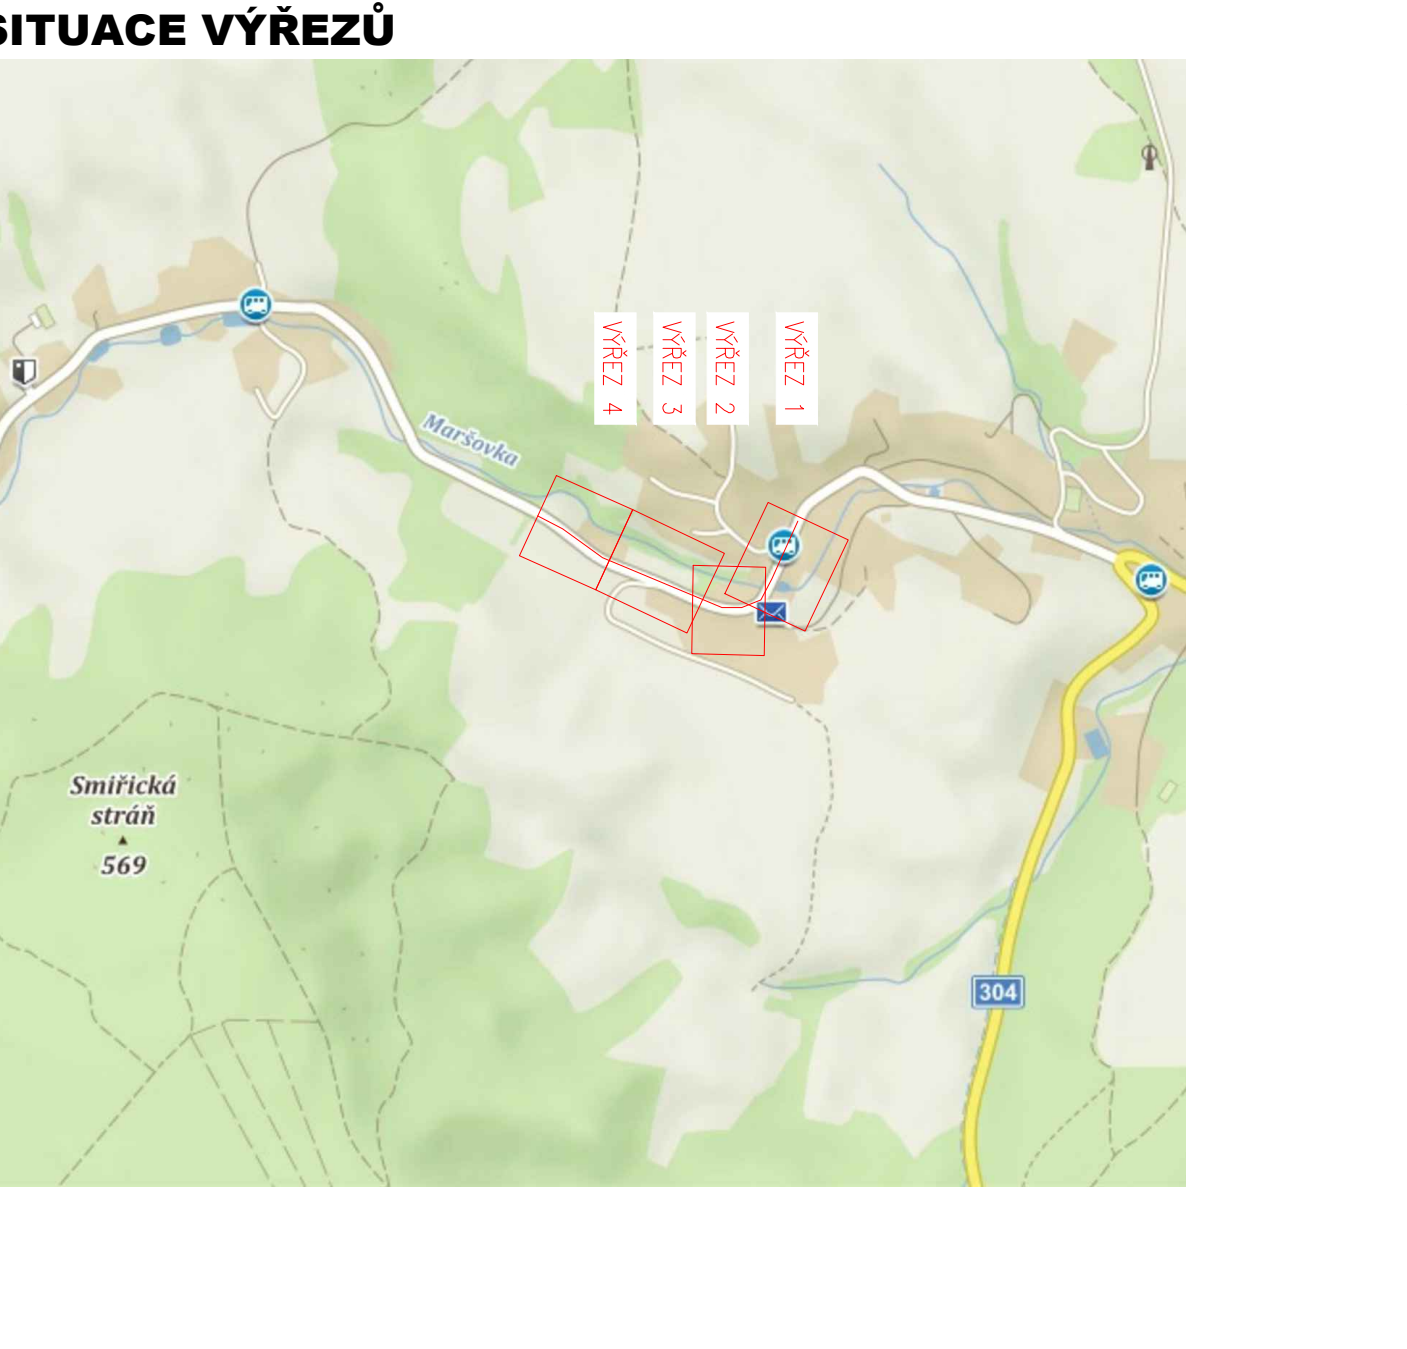 SITUACE VÝŘEZŮ
VÝŘEZ 4
VÝŘEZ 3
VÝŘEZ 2
VÝŘEZ 1
Maršovka
Smiřická
stráň
569
304